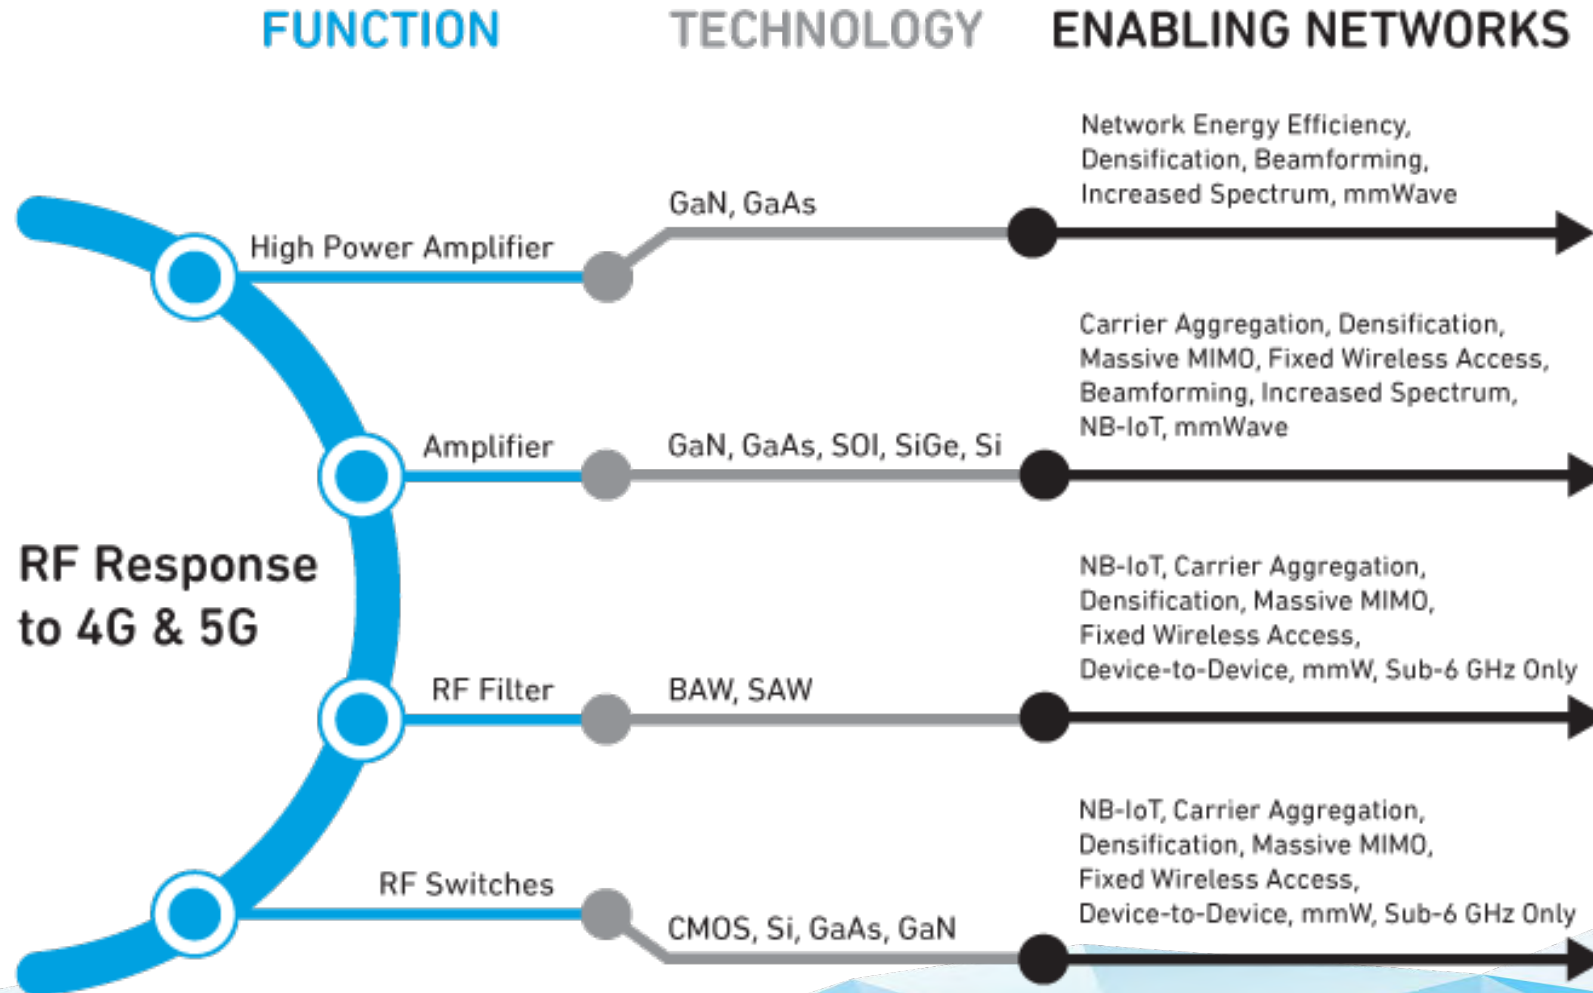 FUNCTION
TECHNOLOGY
ENABLING NETWORKS
RF Response
to 4G & 5G
High Power Amplifier
GaN, GaAs
Network Energy Efficiency,
Densification, Beamforming,
Increased Spectrum, mmWave
Amplifier
GaN, GaAs, SOI, SiGe, Si
Carrier Aggregation, Densification,
Massive MIMO, Fixed Wireless Access,
Beamforming, Increased Spectrum,
NB-IoT, mmWave
RF Filter
BAW, SAW
NB-IoT, Carrier Aggregation,
Densification, Massive MIMO,
Fixed Wireless Access,
Device-to-Device, mmW, Sub-6 GHz Only
RF Switches
CMOS, Si, GaAs, GaN
NB-IoT, Carrier Aggregation,
Densification, Massive MIMO,
Fixed Wireless Access,
Device-to-Device, mmW, Sub-6 GHz Only